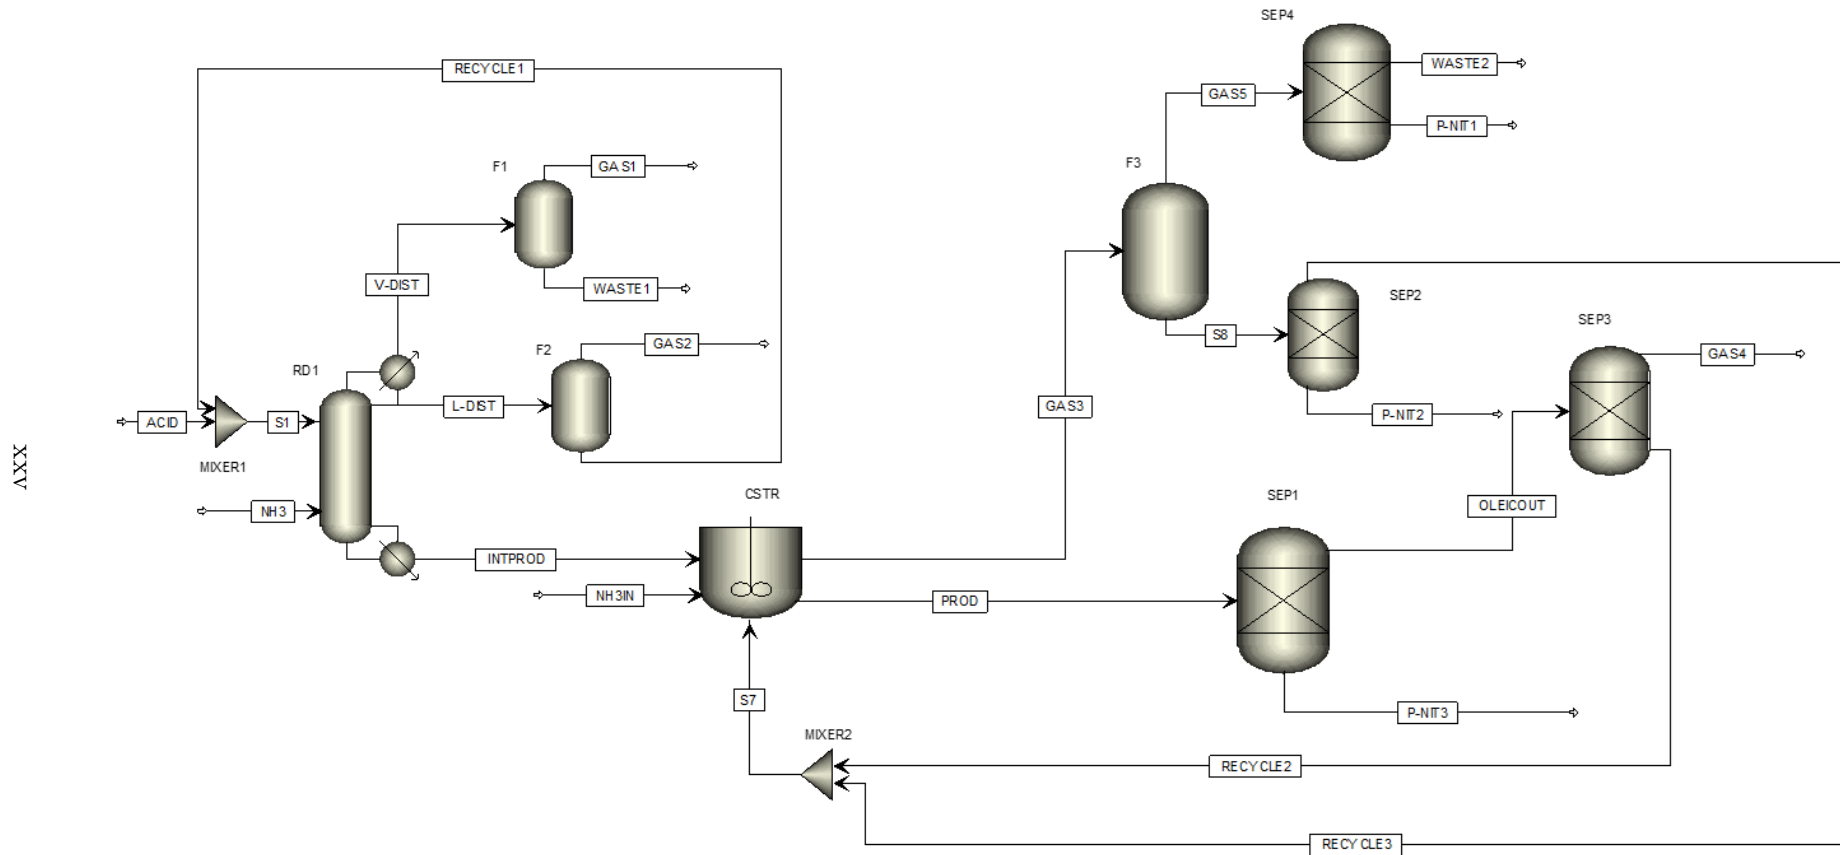 SEP4
RECYCLE1
WASTE2
GAS5
P-NIT1
F1
GAS1
F3
V-DIST
WASTE1
SEP2
SEP3
GAS2
F2
S8
GAS4
RD1
L-DIST
GAS3
P-NIT2
ACID
S1
MIXER1
xxv
CSTR
SEP1
OLEICOUT
NH3
INTPROD
NH3IN
PROD
S7
P-NIT3
MIXER2
RECYCLE2
RECYCLE3